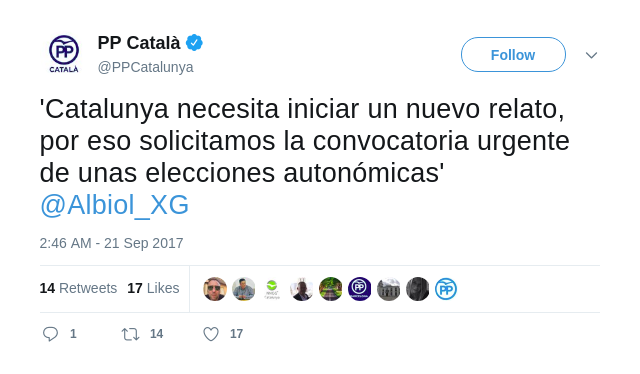 PP Català
@PPCatalunya
CATALÀ
Follow
'Catalunya necesita iniciar un nuevo relato,
por eso solicitamos la convocatoria urgente
de unas elecciones autonómicas'
@Albiol_XG
2:46 AM - 21 Sep 2017
14 Retweets 17 Likes
1 14 17